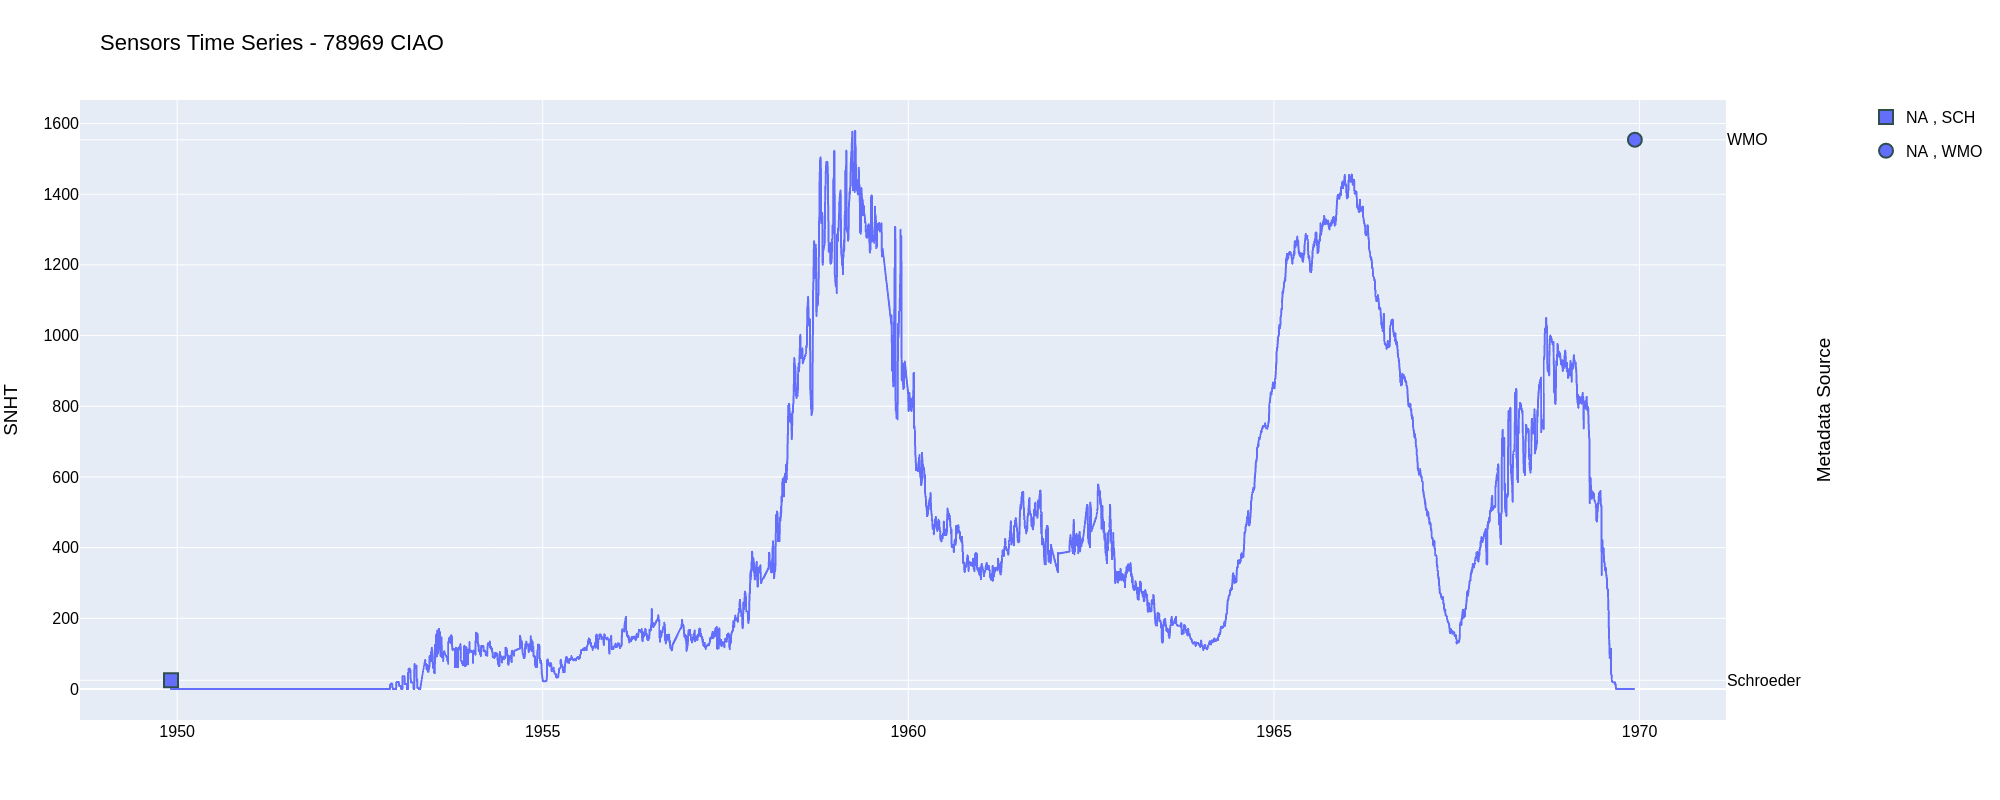 Sensors Time Series - 78969 CIAO
NA , SCH
NA , WMO
1600
1400
1200
1000
800
600
400
200
0
SNHT
WMO
Schroeder
Metadata Source
1950
1955
1960
1965
1970